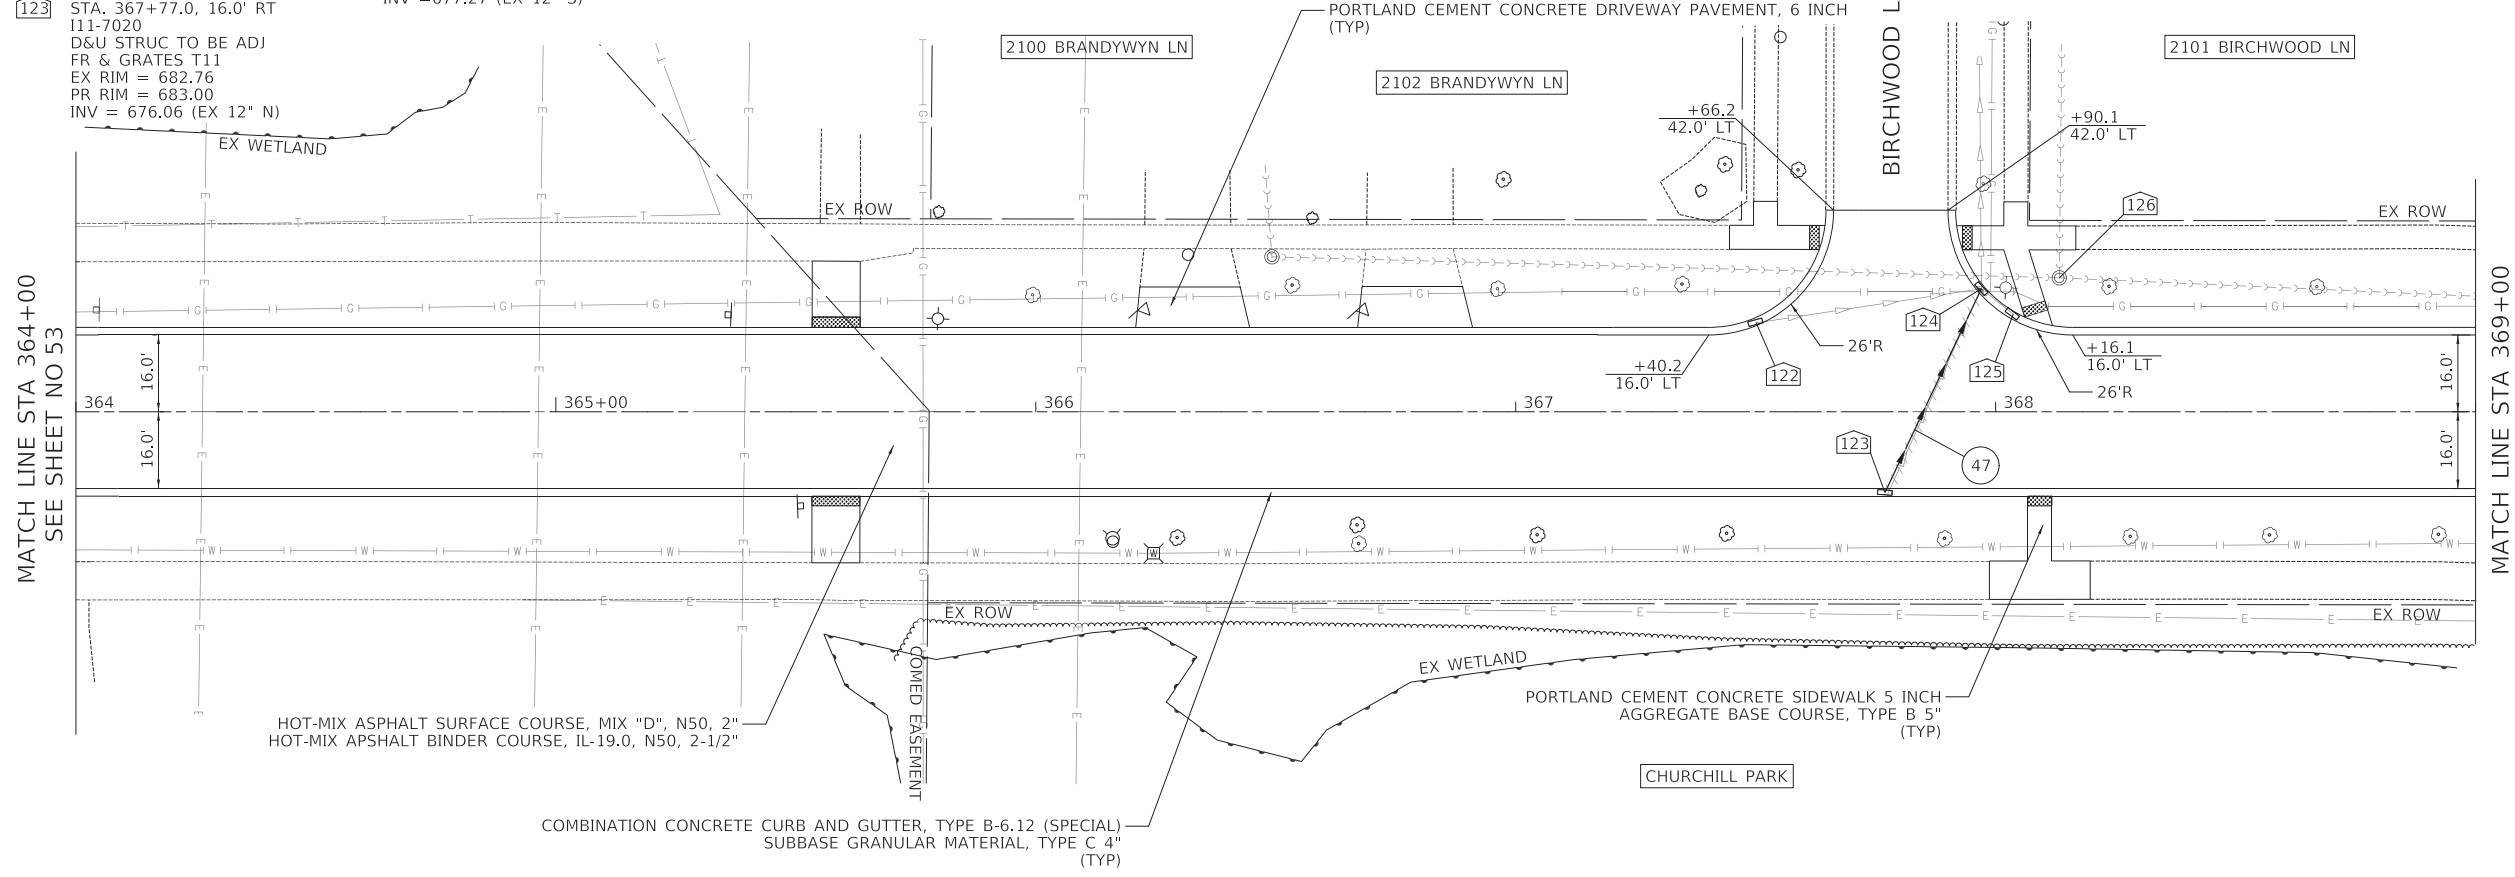 123
STA. 367+77.0, 16.0' RT
I11-7020
D&U STRUC TO BE ADJ
FR & GRATES T11
EX RIM = 682.76
PR RIM = 683.00
INV = 676.06 (EX 12" N)
EX WETLAND
PORTLAND CEMENT CONCRETE DRIVEWAY PAVEMENT, 6 INCH
(TYP)
2100 BRANDYWYN LN
2102 BRANDYWYN LN
2101 BIRCHWOOD LN
BIRCHWOOD L
+66.2
42.0' LT
+90.1
42.0' LT
EX ROW
EX ROW
126
124
125
122
26'R
26'R
+40.2
16.0' LT
+16.1
16.0' LT
MATCH LINE STA 364+00
SEE SHEET NO 53
MATCH LINE STA 369+00
16.0'
16.0'
16.0'
16.0'
364
365+00
366
367
368
123
47
EX ROW
EX ROW
EX WETLAND
COMED EASEMENT
HOT-MIX ASPHALT SURFACE COURSE, MIX "D", N50, 2"
HOT-MIX APSHALT BINDER COURSE, IL-19.0, N50, 2-1/2"
PORTLAND CEMENT CONCRETE SIDEWALK 5 INCH
AGGREGATE BASE COURSE, TYPE B 5"
(TYP)
CHURCHILL PARK
COMBINATION CONCRETE CURB AND GUTTER, TYPE B-6.12 (SPECIAL)
SUBBASE GRANULAR MATERIAL, TYPE C 4"
(TYP)